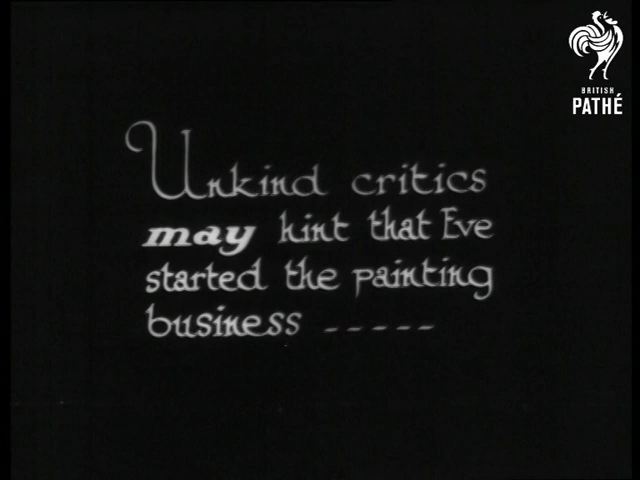 BRITISH
PATHÉ
Unkind critics
may hint that Eve
started the painting
business -----